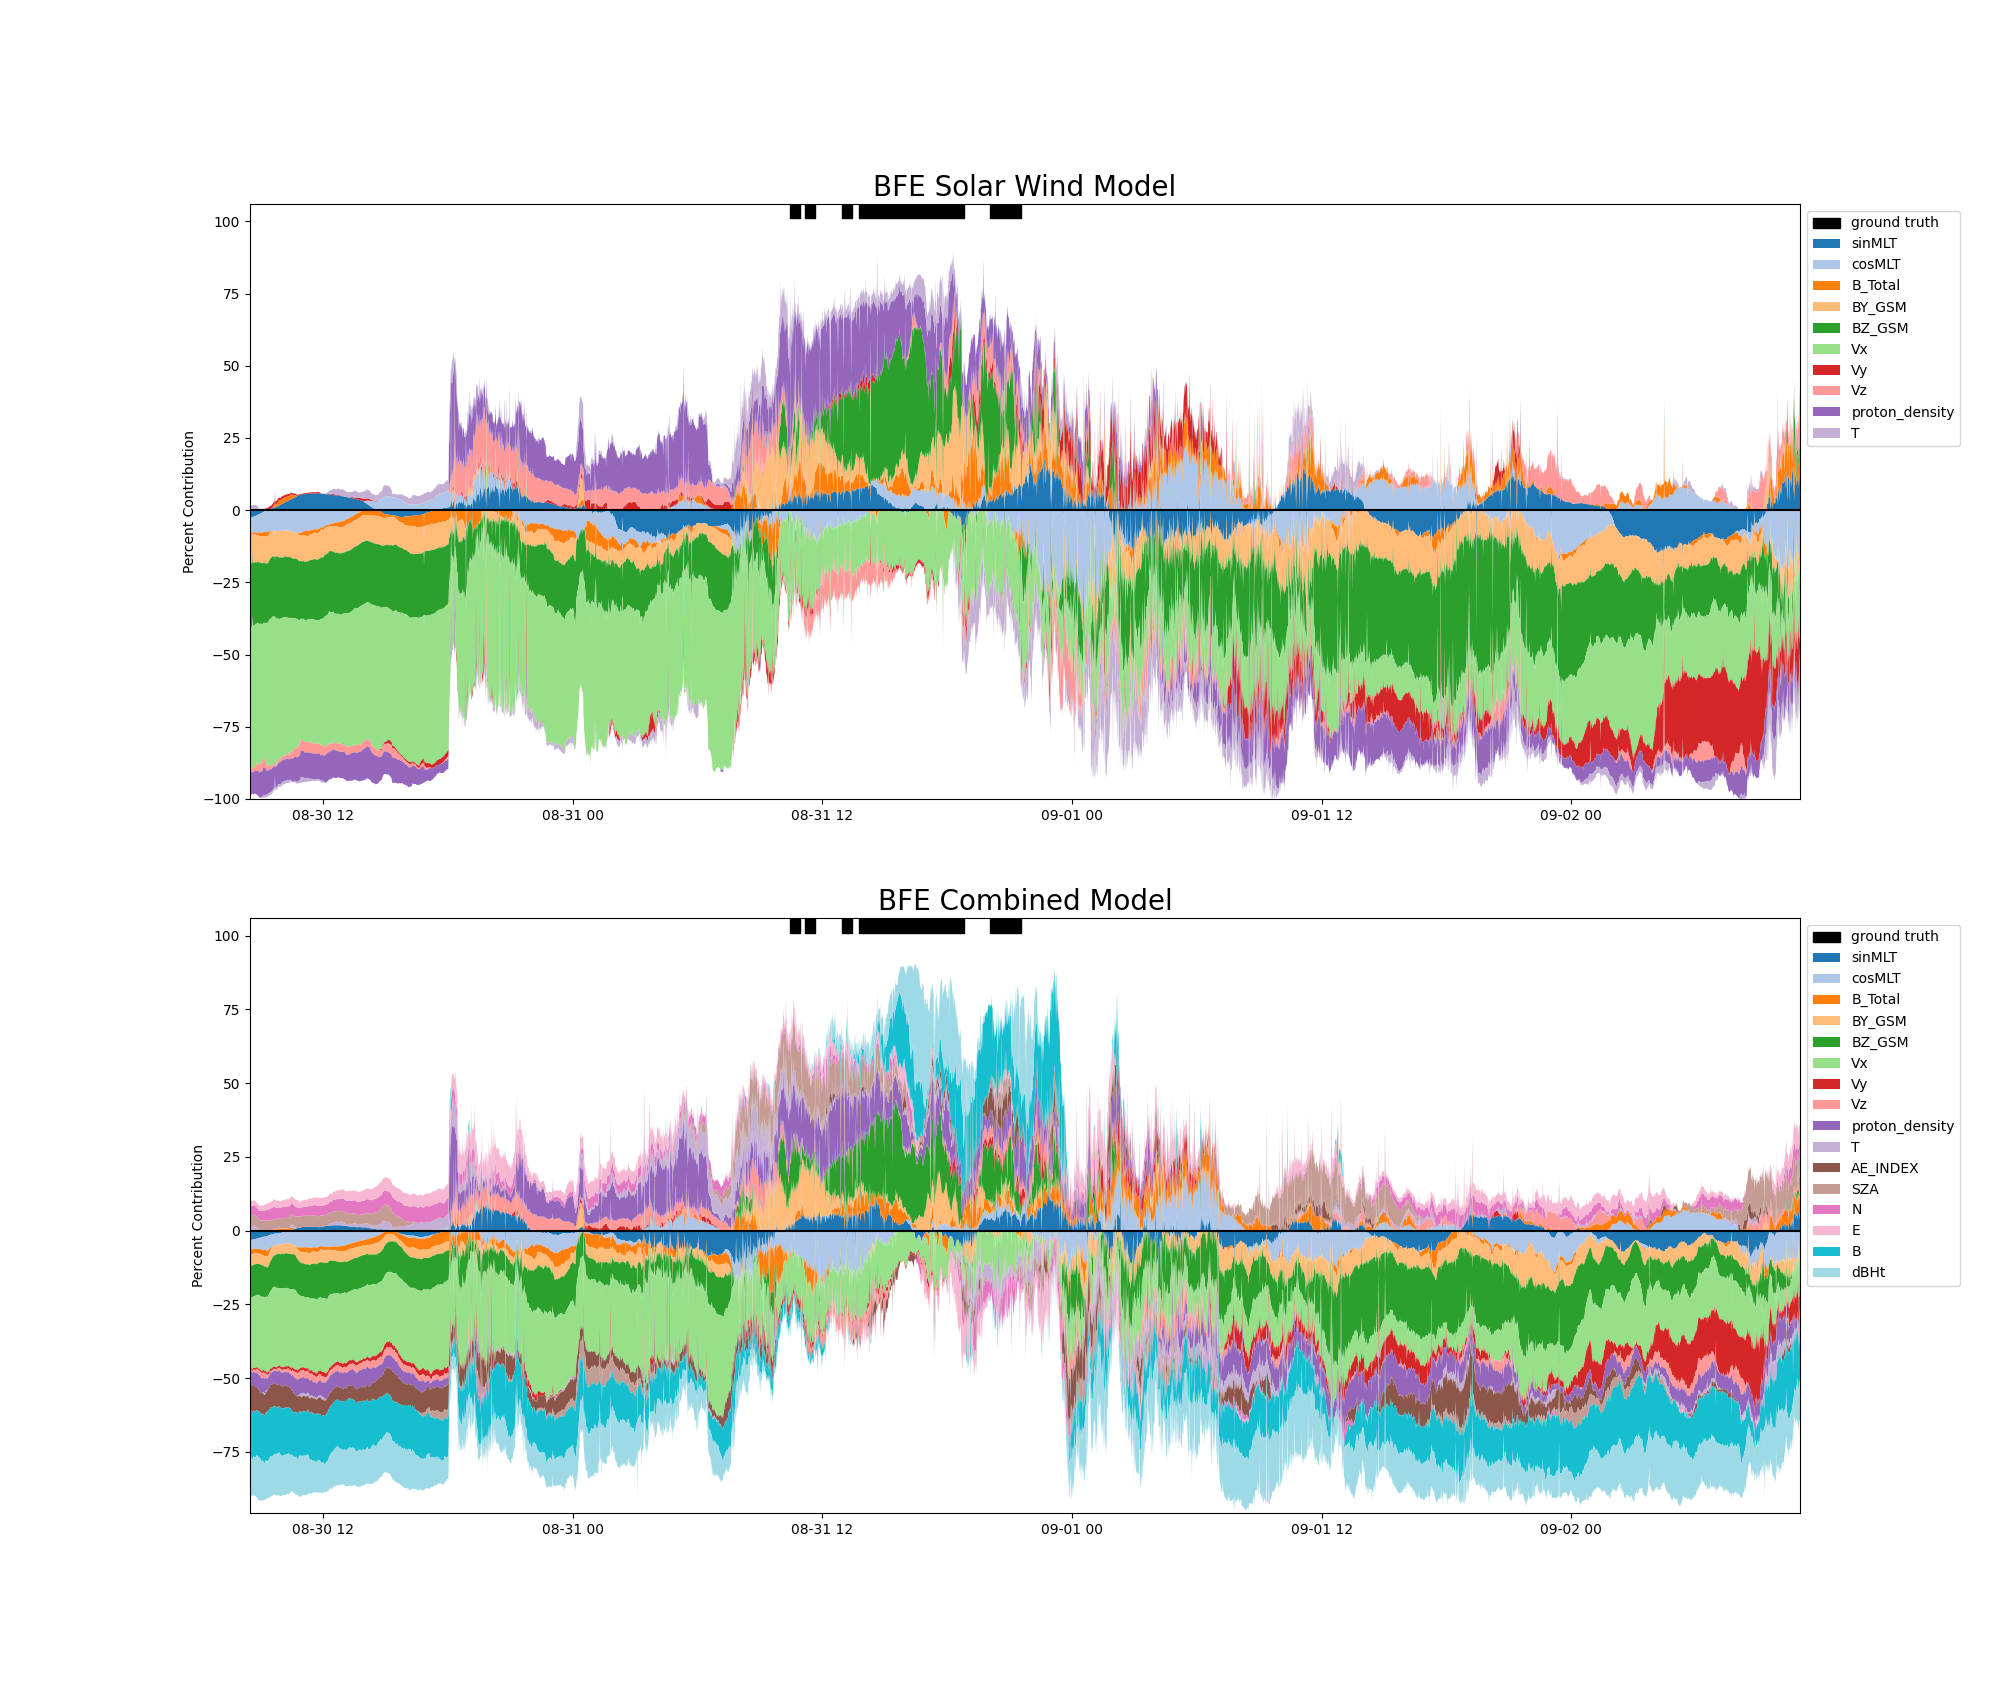 BFE Solar Wind Model
Percent Contribution
100
75
50
25
0
−25
−50
−75
−100
08-30 12
08-31 00
08-31 12
09-01 00
09-01 12
09-02 00
ground truth
sinMLT
cosMLT
B_Total
BY_GSM
BZ_GSM
Vx
Vy
Vz
proton_density
T
BFE Combined Model
Percent Contribution
100
75
50
25
0
−25
−50
−75
08-30 12
08-31 00
08-31 12
09-01 00
09-01 12
09-02 00
ground truth
sinMLT
cosMLT
B_Total
BY_GSM
BZ_GSM
Vx
Vy
Vz
proton_density
T
AE_INDEX
SZA
N
E
B
dBHt